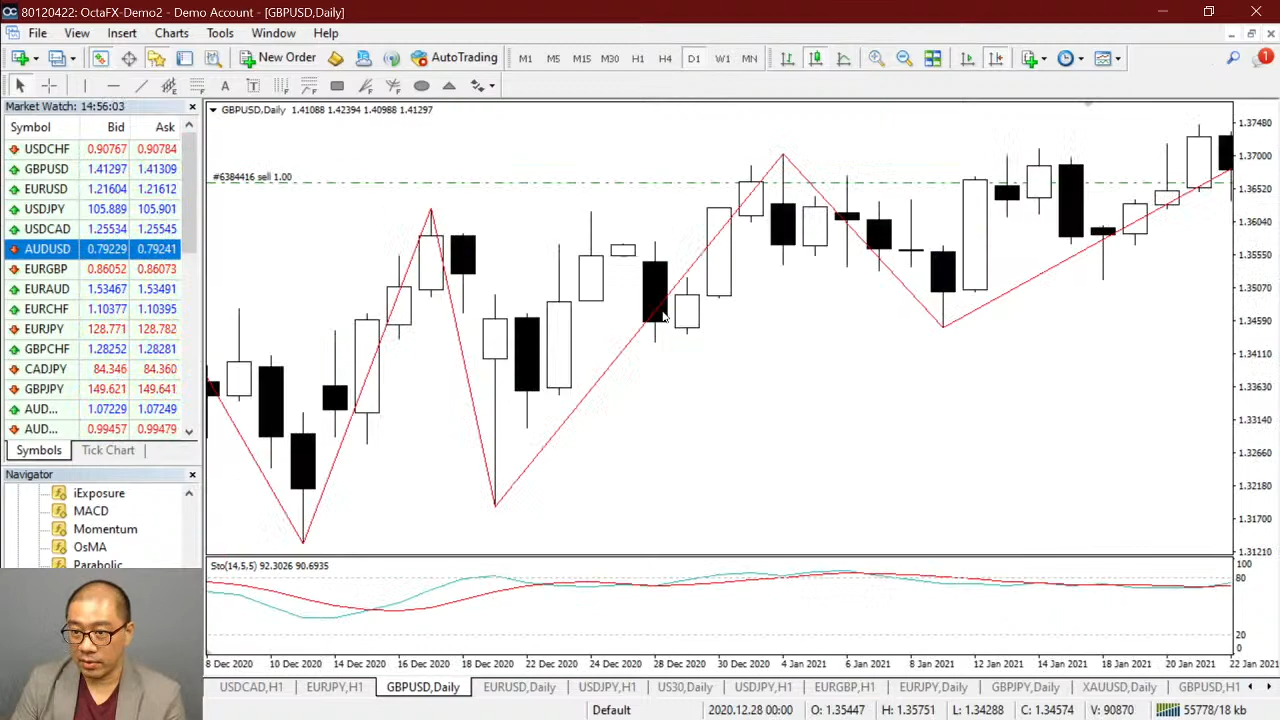 80120422: OctaFX-Demo2 - Demo Account - [GBPUSD,Daily]
File View Insert Charts Tools Window Help
New Order AutoTrading M1 M5 M15 M30 H1 H4 D1 W1 MN 1
A T
Market Watch: 14:56:03
Symbol Bid Ask
USDCHF 0.90767 0.90784
GBPUSD 1.41297 1.41309
EURUSD 1.21604 1.21612
USDJPY 105.889 105.901
USDCAD 1.25534 1.25545
AUDUSD 0.79229 0.79241
EURGBP 0.86052 0.86073
EURAUD 1.53467 1.53491
EURCHF 1.10377 1.10395
EURJPY 128.771 128.782
GBPCHF 1.28252 1.28281
CADJPY 84.346 84.360
GBPJPY 149.621 149.641
AUD... 1.07229 1.07249
AUD... 0.99457 0.99479
Symbols Tick Chart
Navigator
iExposure
MACD
Momentum
OsMA
Parabolic
GBPUSD,Daily 1.41088 1.42394 1.40988 1.41297
#6384416 sell 1.00
1.37480
1.37000
1.36520
1.36040
1.35550
1.35070
1.34590
1.34110
1.33630
1.33140
1.32660
1.32180
1.31700
1.31210
Sto(14,5,5) 92.3026 90.6935
100
80
20
0
8 Dec 2020 10 Dec 2020 14 Dec 2020 16 Dec 2020 18 Dec 2020 22 Dec 2020 24 Dec 2020 28 Dec 2020 30 Dec 2020 4 Jan 2021 6 Jan 2021 8 Jan 2021 12 Jan 2021 14 Jan 2021 18 Jan 2021 20 Jan 2021 22 Jan 2021
USDCAD,H1 EURJPY,H1 GBPUSD,Daily EURUSD,Daily USDJPY,H1 US30,Daily USDJPY,H1 EURGBP,H1 EURJPY,Daily GBPJPY,Daily XAUUSD,Daily GBPUSD,H1
Default 2020.12.28 00:00 O: 1.35447 H: 1.35751 L: 1.34288 C: 1.34574 V: 90870 55778/18 kb